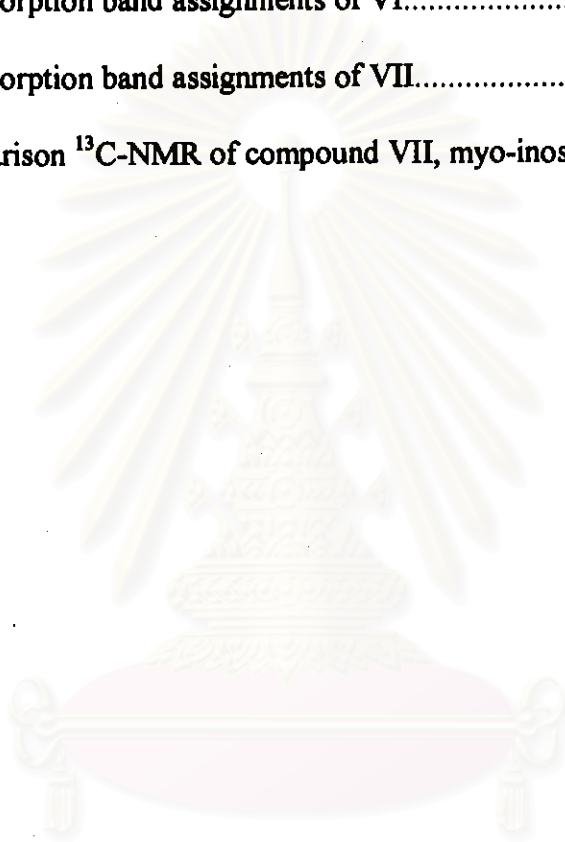 orption band assignments of VI....................
orption band assignments of VII..................
rison ¹³C-NMR of compound VII, myo-inos